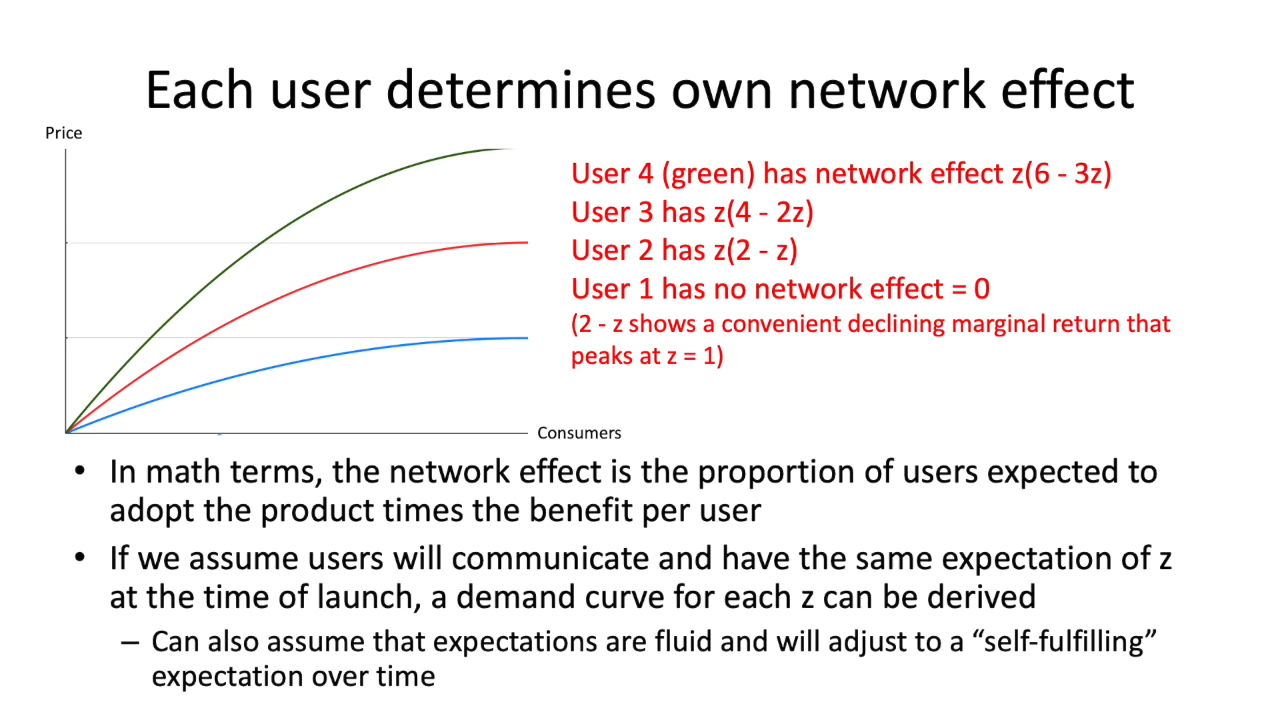 Each user determines own network effect
Price
User 4 (green) has network effect z(6 - 3z)
User 3 has z(4 - 2z)
User 2 has z(2 - z)
User 1 has no network effect = 0
(2 - z shows a convenient declining marginal return that
peaks at z = 1)
Consumers
• In math terms, the network effect is the proportion of users expected to
adopt the product times the benefit per user
• If we assume users will communicate and have the same expectation of z
at the time of launch, a demand curve for each z can be derived
– Can also assume that expectations are fluid and will adjust to a “self-fulfilling”
expectation over time